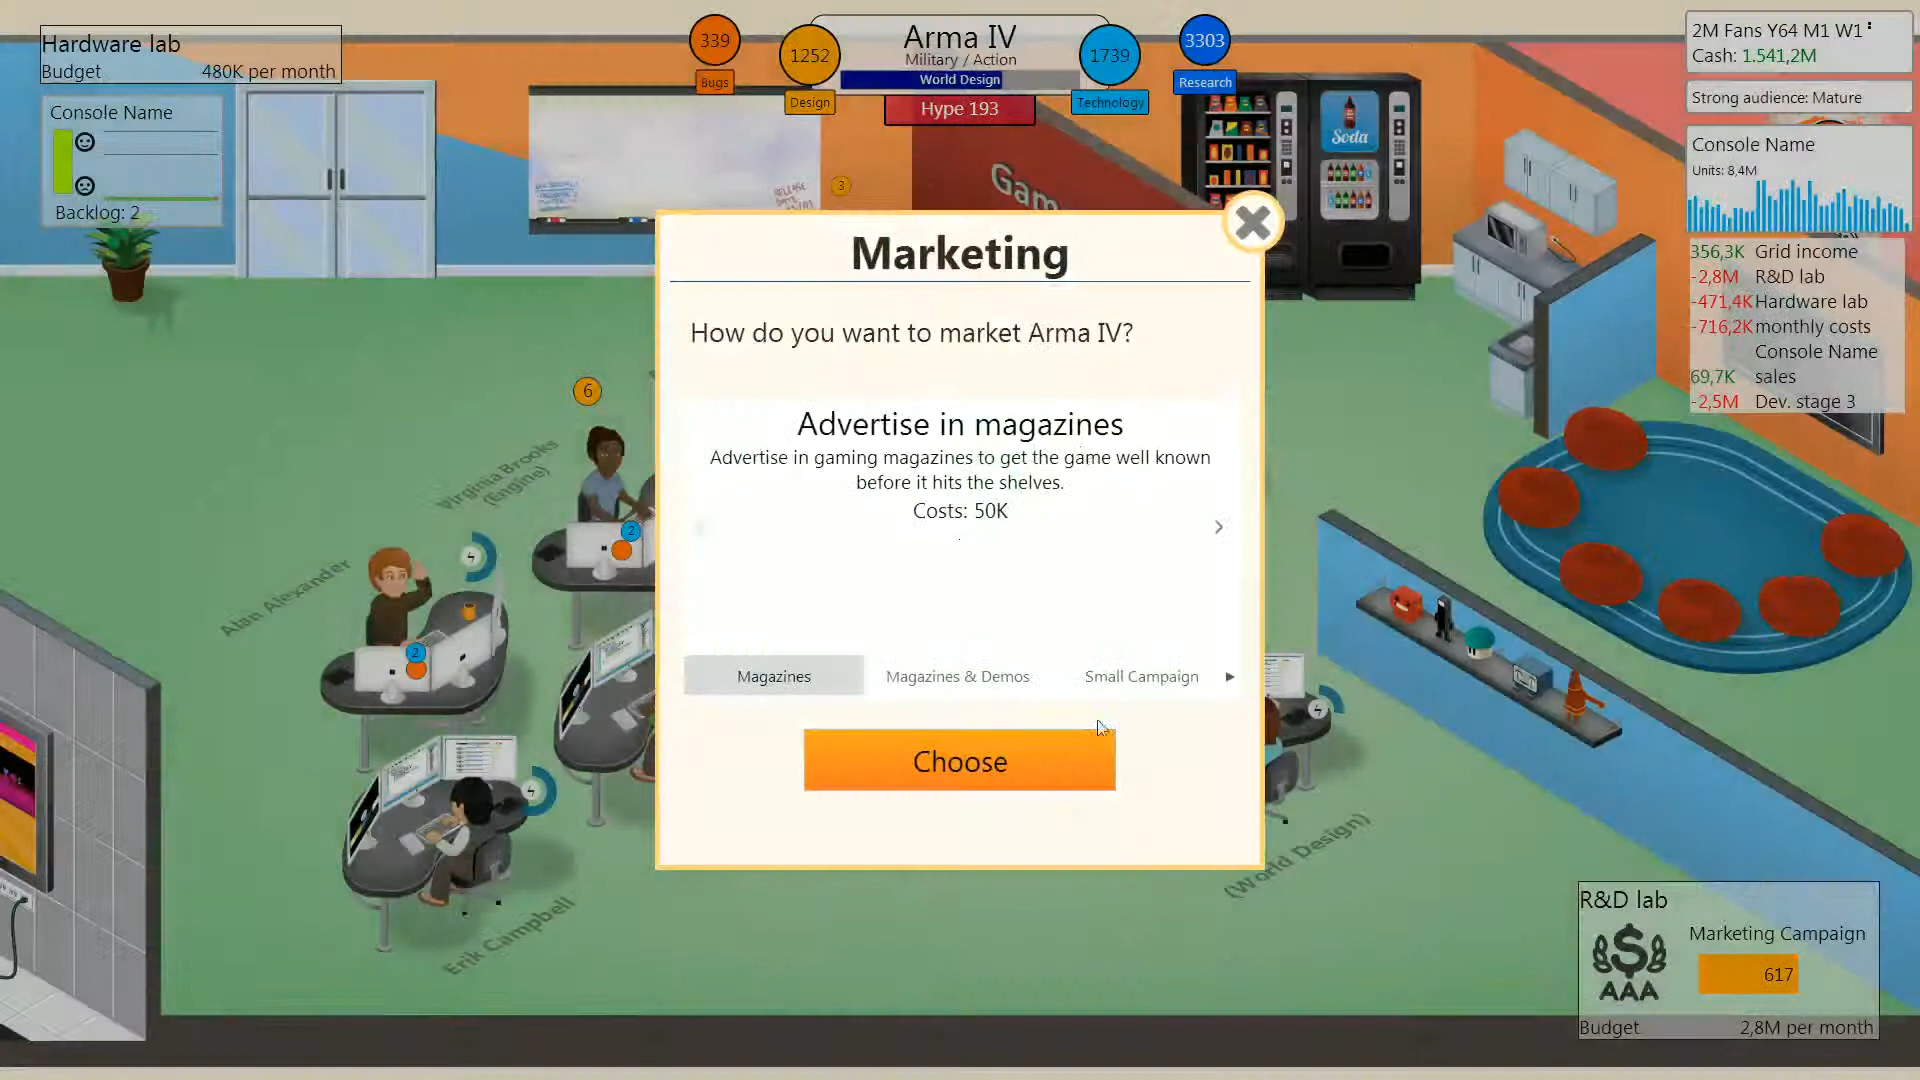 Hardware lab
Budget 480K per month
Console Name
Backlog: 2
339
Bugs
1252
Design
Arma IV
Military / Action
World Design
Hype 193
1739
Technology
3303
Research
2M Fans Y64 M1 W1
Cash: 1.541,2M
Strong audience: Mature
Console Name
Units: 8,4M
356,3K Grid income
-2,8M R&D lab
-471,4K Hardware lab
-716,2K monthly costs
Console Name
69,7K sales
-2,5M Dev. stage 3
Soda
3
Gam
RELEASE
DATE
Marketing
How do you want to market Arma IV?
Advertise in magazines
Advertise in gaming magazines to get the game well known
before it hits the shelves.
Costs: 50K
Magazines
Magazines & Demos
Small Campaign
Choose
6
Virginia Brooks
(Engine)
2
Alan Alexander
2
Erik Campbell
(World Design)
R&D lab
Marketing Campaign
617
AAA
Budget 2,8M per month